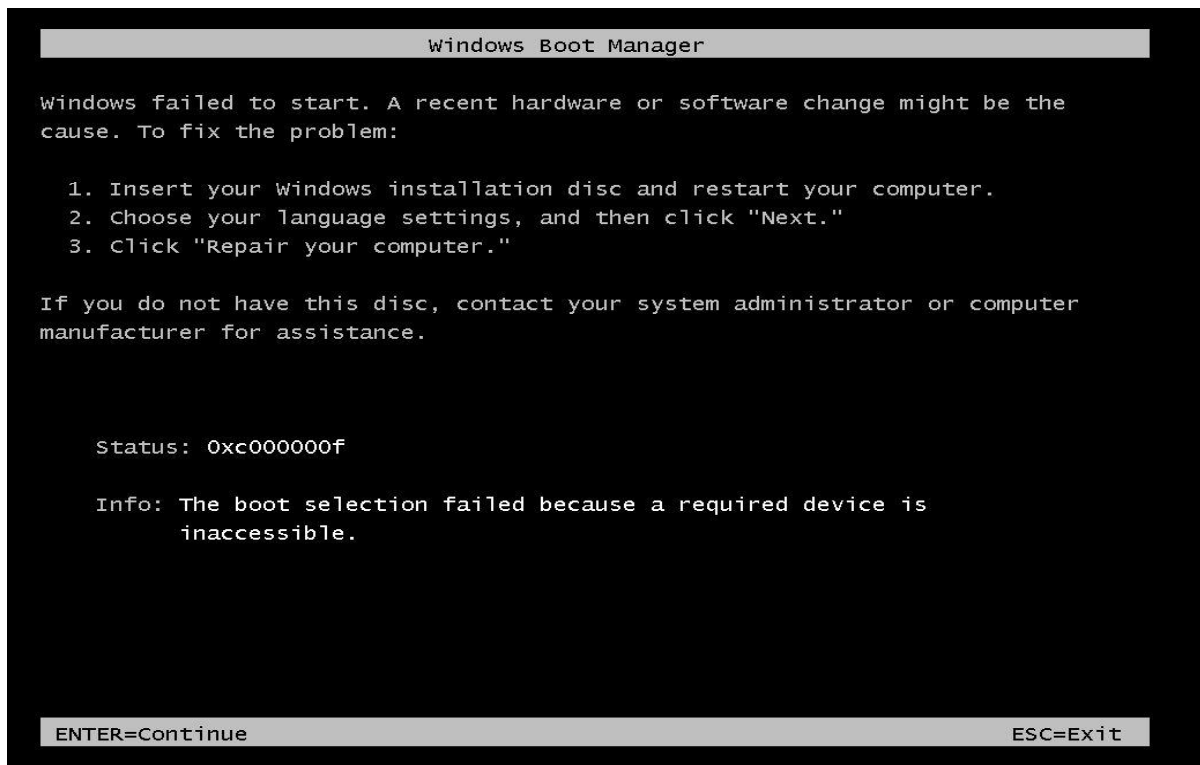 Windows Boot Manager
Windows failed to start. A recent hardware or software change might be the
cause. To fix the problem:
1. Insert your Windows installation disc and restart your computer.
2. Choose your language settings, and then click "Next."
3. Click "Repair your computer."
If you do not have this disc, contact your system administrator or computer
manufacturer for assistance.
Status: 0xc000000f
Info: The boot selection failed because a required device is
inaccessible.
ENTER=Continue ESC=Exit